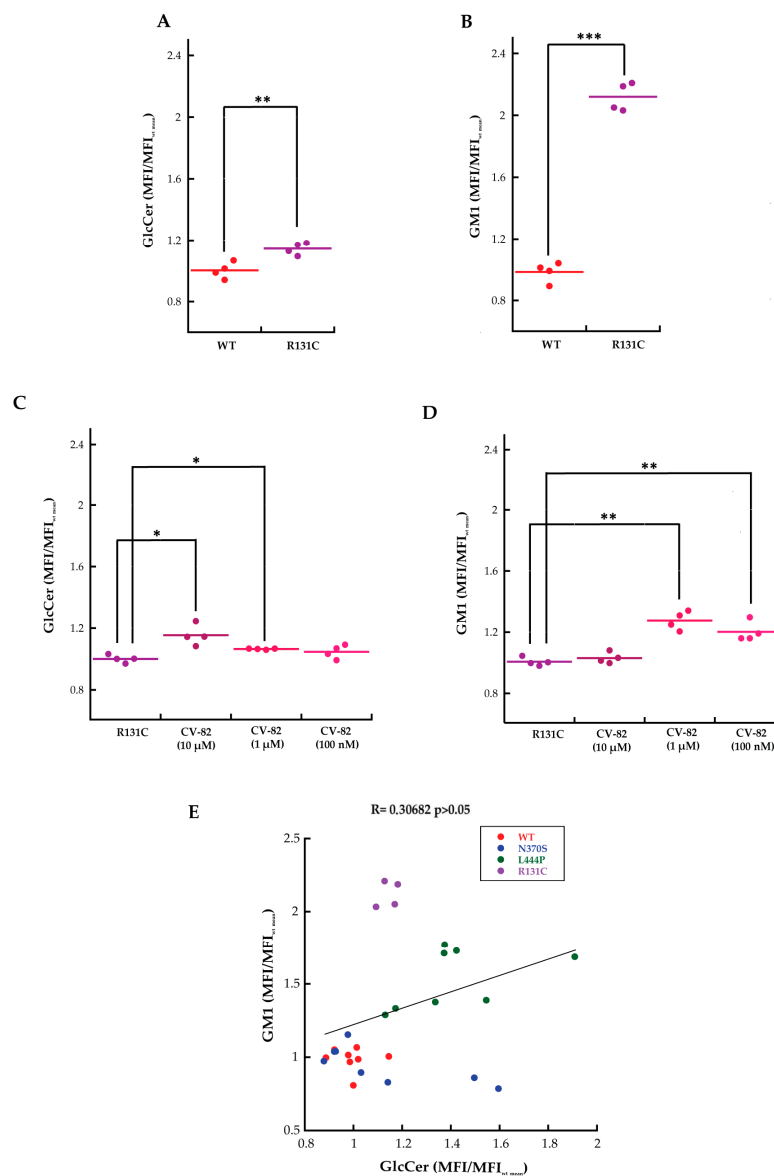 A
GlcCer (MFI/MFIwt mean)
2.4
2
1.6
1.2
0.8
**
WT
R131C
B
GM1 (MFI/MFIwt mean)
2.4
2
1.6
1.2
0.8
***
WT
R131C
C
GlcCer (MFI/MFIwt mean)
2.4
2
1.6
1.2
0.8
*
*
R131C
CV-82
(10 μM)
CV-82
(1 μM)
CV-82
(100 nM)
D
GM1 (MFI/MFIwt mean)
2.4
2
1.6
1.2
0.8
**
**
R131C
CV-82
(10 μM)
CV-82
(1 μM)
CV-82
(100 nM)
E
R= 0.30682 p>0.05
WT
N370S
L444P
R131C
GM1 (MFI/MFIwt mean)
2.5
2
1.5
1
0.5
0.8
1
1.2
1.4
1.6
1.8
2
GlcCer (MFI/MFIwt mean)